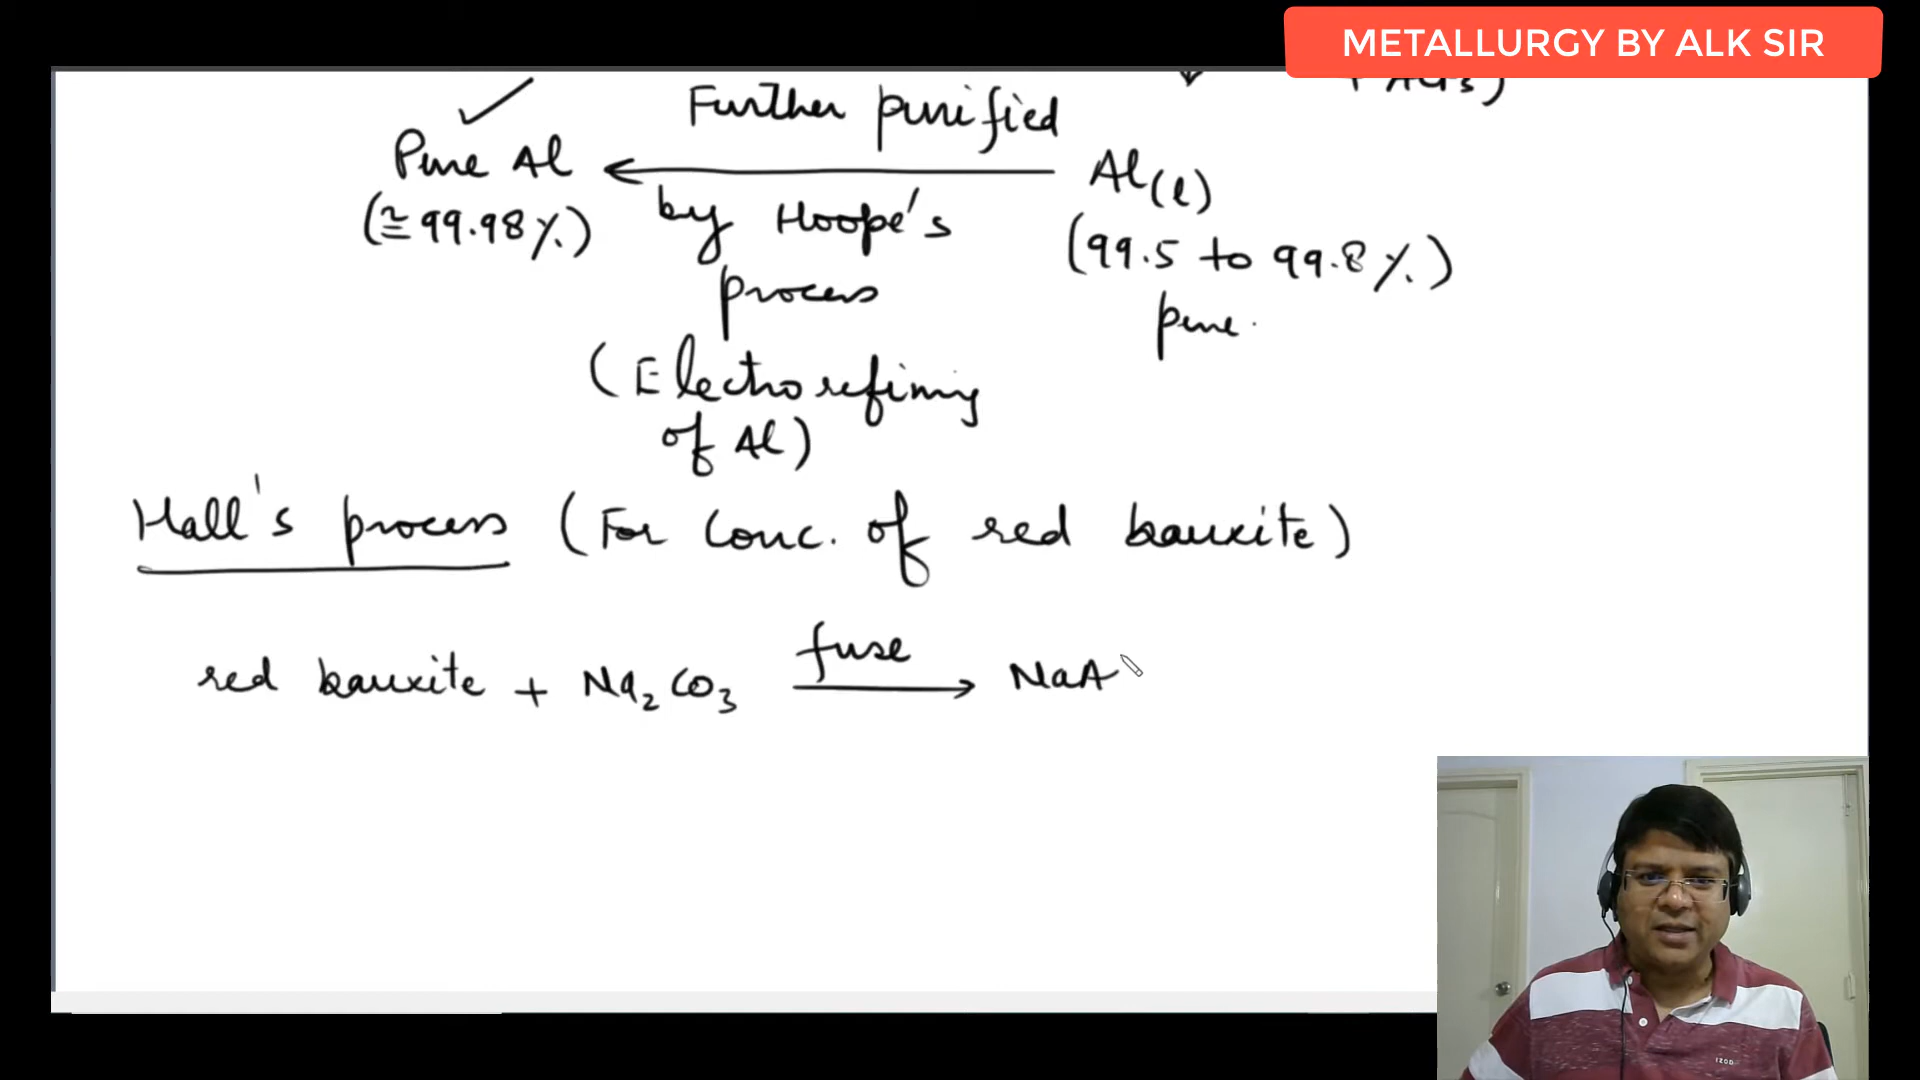 METALLURGY BY ALK SIR
Further purified
Pure Al
Al(l)
(≅99.98%)
by Hoope's
(99.5 to 99.8%)
process
pure.
(Electrorefining
of Al)
Hall's process (For Conc. of red bauxite)
fuse
red bauxite + Na2CO3 → NaA
IZOD